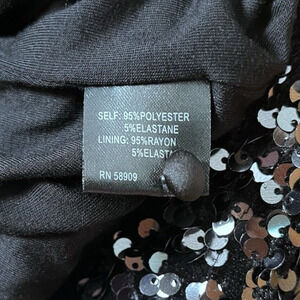 SELF: 95%POLYESTER
5%ELASTANE
LINING: 95%RAYON
RN 58909